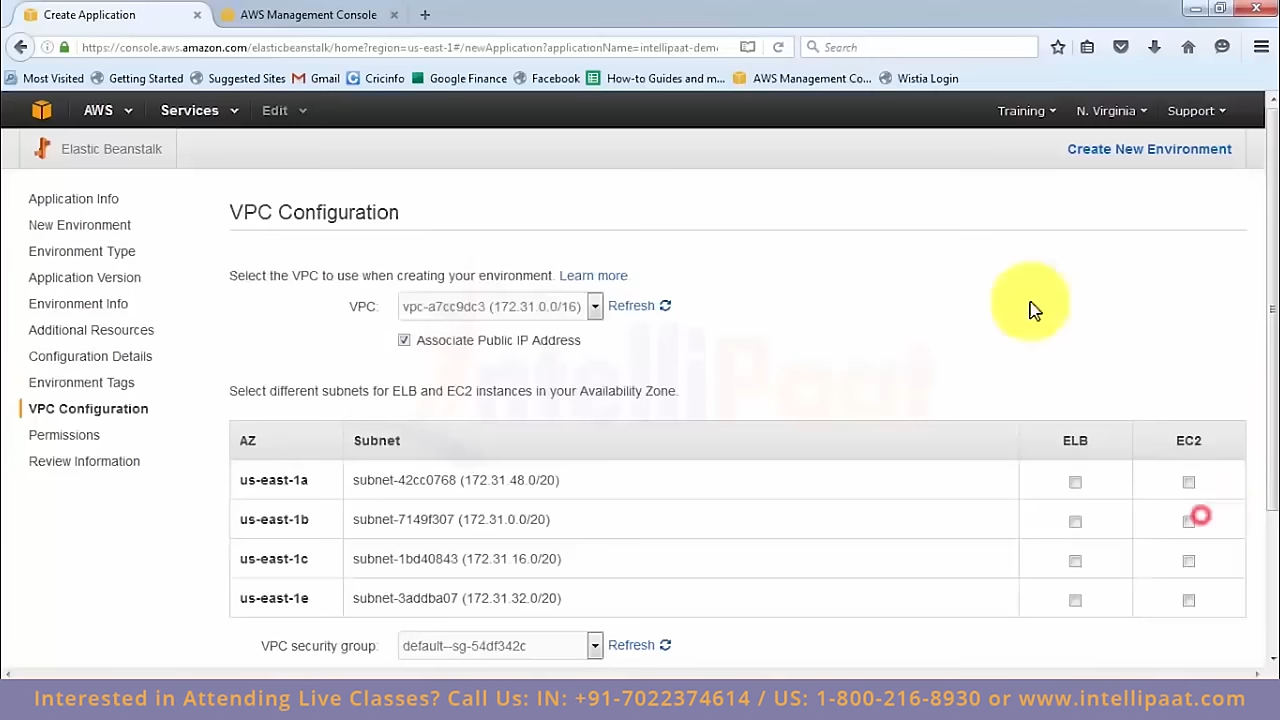 Create Application
AWS Management Console
https://console.aws.amazon.com/elasticbeanstalk/home?region=us-east-1#/newApplication?applicationName=intellipaat-dem
Search
Most Visited
Getting Started
Suggested Sites
Gmail
Cricinfo
Google Finance
Facebook
How-to Guides and m...
AWS Management Co...
Wistia Login
AWS
Services
Edit
Training
N. Virginia
Support
Elastic Beanstalk
Create New Environment
Application Info
New Environment
Environment Type
Application Version
Environment Info
Additional Resources
Configuration Details
Environment Tags
VPC Configuration
Permissions
Review Information
VPC Configuration
Select the VPC to use when creating your environment. Learn more
VPC: vpc-a7cc9dc3 (172.31.0.0/16) Refresh
Associate Public IP Address
IntelliPaat
Select different subnets for ELB and EC2 instances in your Availability Zone.
AZ Subnet ELB EC2
us-east-1a subnet-42cc0768 (172.31.48.0/20)
us-east-1b subnet-7149f307 (172.31.0.0/20)
us-east-1c subnet-1bd40843 (172.31.16.0/20)
us-east-1e subnet-3addba07 (172.31.32.0/20)
VPC security group: default--sg-54df342c Refresh
Interested in Attending Live Classes? Call Us: IN: +91-7022374614 / US: 1-800-216-8930 or www.intellipaat.com